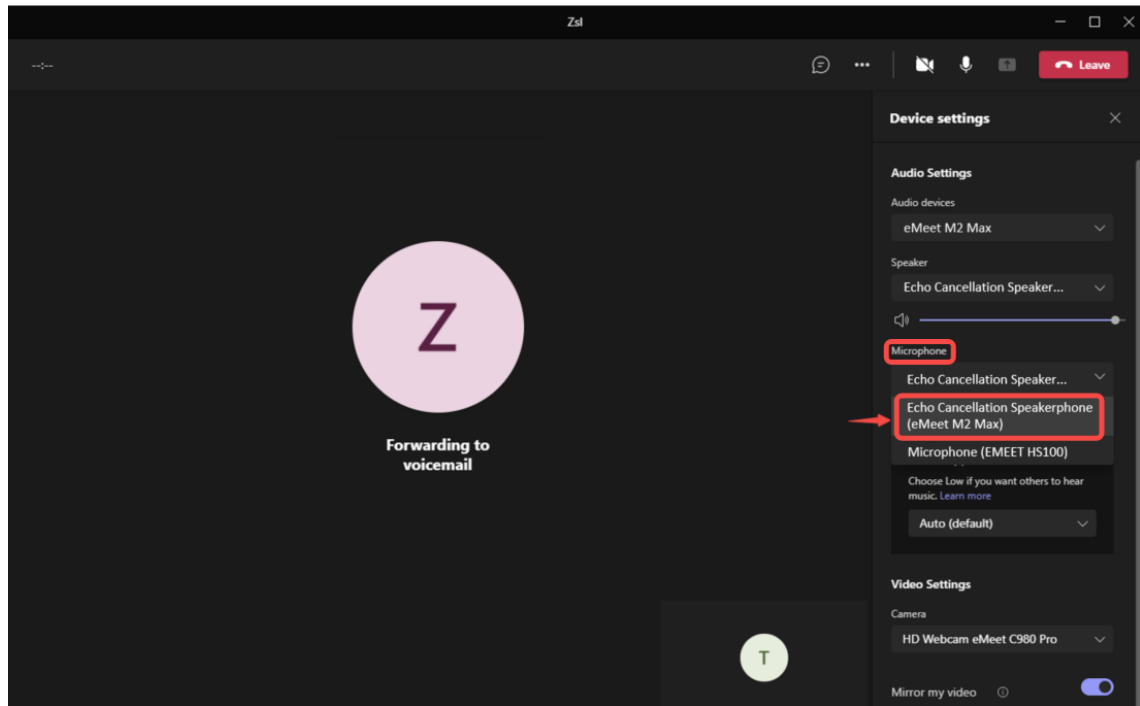 Zsl
--:--
Leave
Device settings
Audio Settings
Audio devices
eMeet M2 Max
Speaker
Echo Cancellation Speaker...
Microphone
Echo Cancellation Speaker...
Echo Cancellation Speakerphone
(eMeet M2 Max)
Microphone (EMEET HS100)
Choose Low if you want others to hear
music. Learn more
Auto (default)
Video Settings
Camera
HD Webcam eMeet C980 Pro
Mirror my video
Z
Forwarding to
voicemail
T